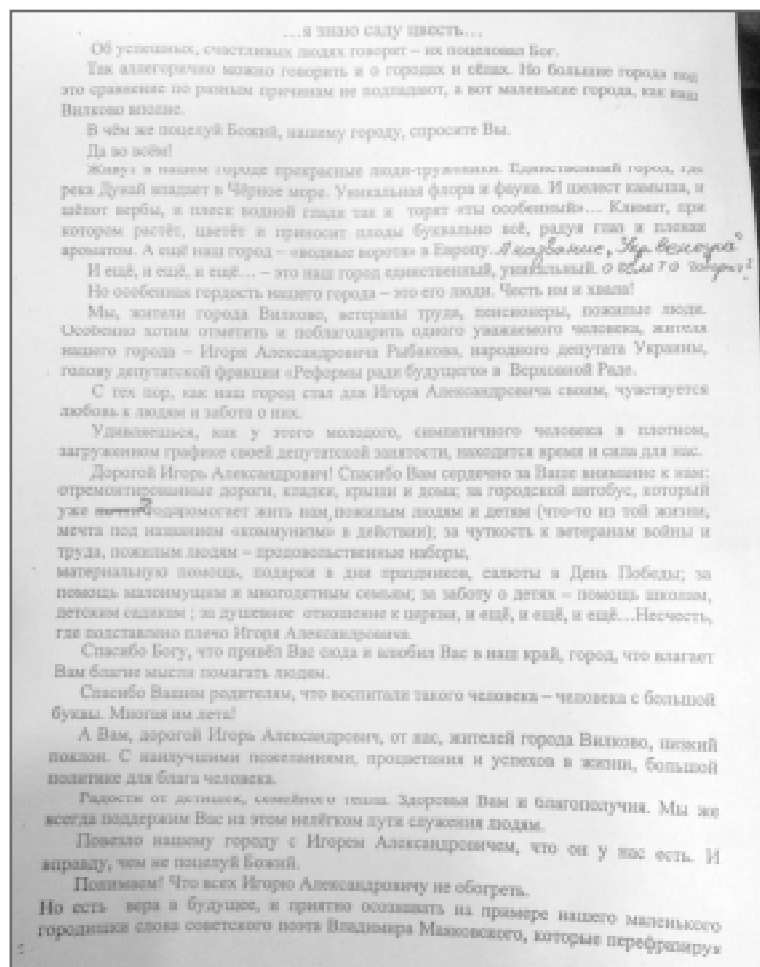 …я знаю саду цвесть…
Об успешных, счастливых людях говорят – их поцеловал Бог.
Так аллегорично можно говорить и о городах и сёлах. Но большие города под
это сравнение по разным причинам не подпадают, а вот маленькие города, как наш
Вилково вполне.
В чём же поцелуй Божий, нашему городу, спросите Вы.
Да во всём!
Живут в нашем городе прекрасные люди-труженики. Единственный город, где
река Дунай впадает в Чёрное море. Уникальная флора и фауна. И шелест камыша, и
шёпот вербы, и плеск водной глади так и торят «ты особенный»… Климат, при
котором растёт, цветёт и приносит плоды буквально всё, радуя глаз и пленяя
ароматом. А ещё наш город – «водные ворота» в Европу. А название „Укр Венеция"
И ещё, и ещё, и ещё… – это наш город единственный, уникальный. о чём то говорит?
Но особенная гордость нашего города – это его люди. Честь им и хвала!
Мы, жители города Вилково, ветераны труда, пенсионеры, пожилые люди.
Особенно хотим отметить и поблагодарить одного уважаемого человека, жителя
нашего города – Игоря Александровича Рыбакова, народного депутата Украины,
голову депутатской фракции «Реформы ради будущего» в Верховной Раде.
С тех пор, как наш город стал для Игоря Александровича своим, чувствуется
любовь к людям и забота о них.
Удивляешься, как у этого молодого, симпатичного человека в плотном,
загруженном графике своей депутатской занятости, находится время и сила для нас.
Дорогой Игорь Александрович! Спасибо Вам сердечно за Ваше внимание к нам:
отремонтированные дороги, кладки, крыши и дома; за городской автобус, который
уже 2 года помогает жить нам, пожилым людям и детям (что-то из той жизни,
мечта под названием «коммунизм» в действии); за чуткость к ветеранам войны и
труда, пожилым людям – продовольственные наборы,
материальную помощь, подарки в дни праздников, салюты в День Победы; за
помощь малоимущим и многодетным семьям; за заботу о детях – помощь школам,
детским садикам ; за душевное отношение к церкви, и ещё, и ещё, и ещё…Несчесть,
где подставлено плечо Игоря Александровича.
Спасибо Богу, что привёл Вас сюда и влюбил Вас в наш край, город, что влагает
Вам благие мысли помагать людям.
Спасибо Вашим родителям, что воспитали такого человека – человека с большой
буквы. Многая им лета!
А Вам, дорогой Игорь Александрович, от нас, жителей города Вилково, низкий
поклон. С наилучшими пожеланиями, процветания и успехов в жизни, большой
политике для блага человека.
Радости от детишек, семейного тепла. Здоровья Вам и благополучия. Мы же
всегда поддержим Вас на этом нелёгком пути служения людям.
Повезло нашему городу с Игорем Александровичем, что он у нас есть. И
вправду, чем не поцелуй Божий.
Понимаем! Что всех Игорю Александровичу не обогреть.
Но есть вера в будущее, и приятно осознавать на примере нашего маленького
городишки слова советского поэта Владимира Маяковского, которые перефразируя